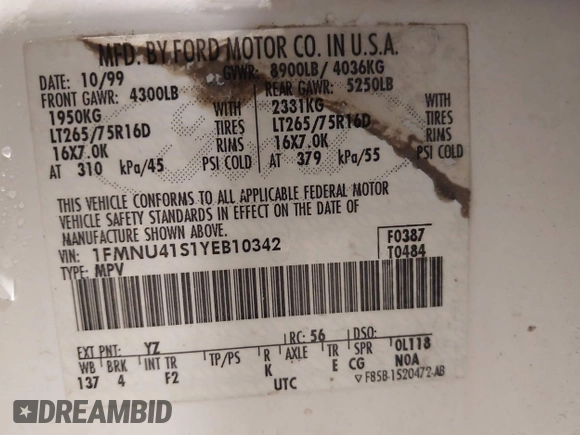 MFD. BY FORD MOTOR CO. IN U.S.A.
DATE: 10/99 GVWR: 8900LB/ 4036KG
FRONT GAWR: 4300LB REAR GAWR: 5250LB
1950KG WITH 2331KG WITH
LT265/75R16D TIRES LT265/75R16D TIRES
16X7.0K RIMS 16X7.0K RIMS
AT 310 kPa/45 PSI COLD AT 379 kPa/55 PSI COLD
THIS VEHICLE CONFORMS TO ALL APPLICABLE FEDERAL MOTOR
VEHICLE SAFETY STANDARDS IN EFFECT ON THE DATE OF
MANUFACTURE SHOWN ABOVE.
VIN: 1FMNU41S1YEB10342 F0387
TYPE: MPV T0484
EXT PNT: YZ RC: 56 DSO:
WB BRK INT TR TP/PS R AXLE TR SPR 0L118
137 4 F2 K E CG N0A
UTC ▽ F85B-1520472-AB
DREAMBID